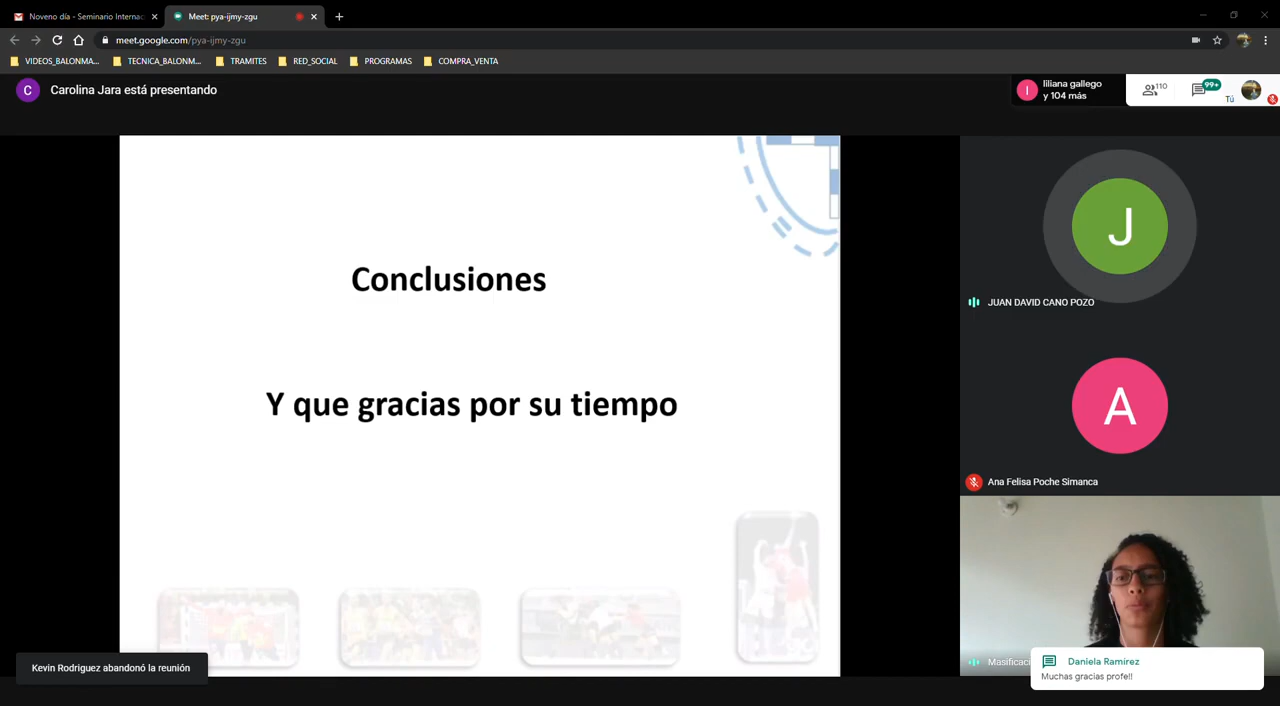 Noveno día - Seminario Internac
Meet: pya-ijmy-zgu
meet.google.com/pya-ijmy-zgu
VIDEOS_BALONMA...
TECNICA_BALONM...
TRAMITES
RED_SOCIAL
PROGRAMAS
COMPRA_VENTA
C
Carolina Jara está presentando
l
liliana gallego
y 104 más
110
99+
Tú
Conclusiones
Y que gracias por su tiempo
J
JUAN DAVID CANO POZO
A
Ana Felisa Poche Simanca
Masificaci
Daniela Ramírez
Muchas gracias profe!!
Kevin Rodriguez abandonó la reunión